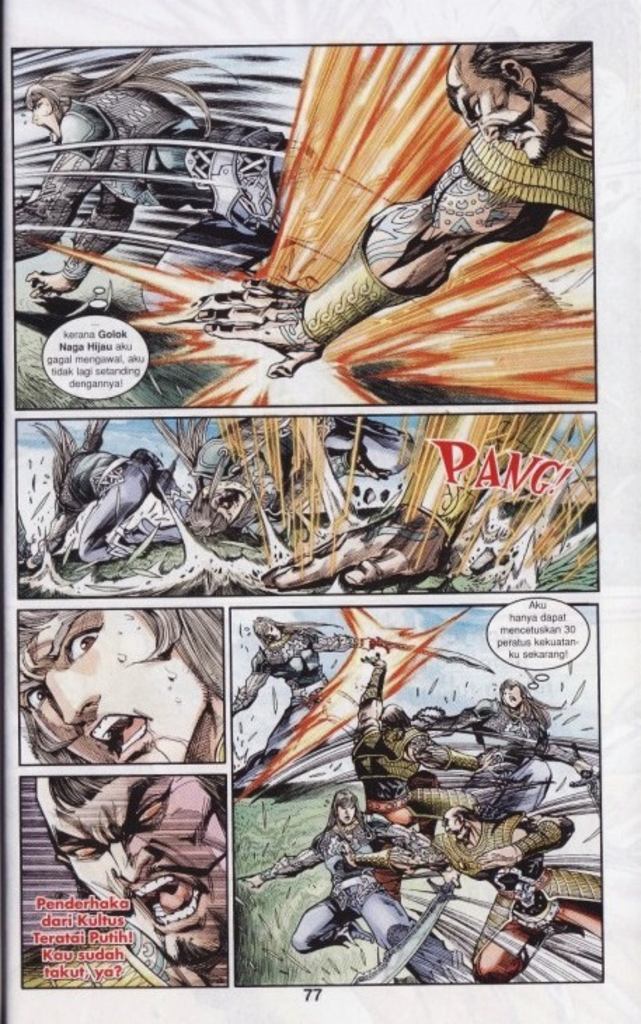 kerana Golok
Naga Hijau aku
gagal mengawal, aku
tidak lagi setanding
dengannya!
PANG!
Aku
hanya dapat
mencetuskan 30
peratus kekuatan-
ku sekarang!
Penderhaka
dari Kultus
Teratai Putih!
Kau sudah
takut, ya?
77